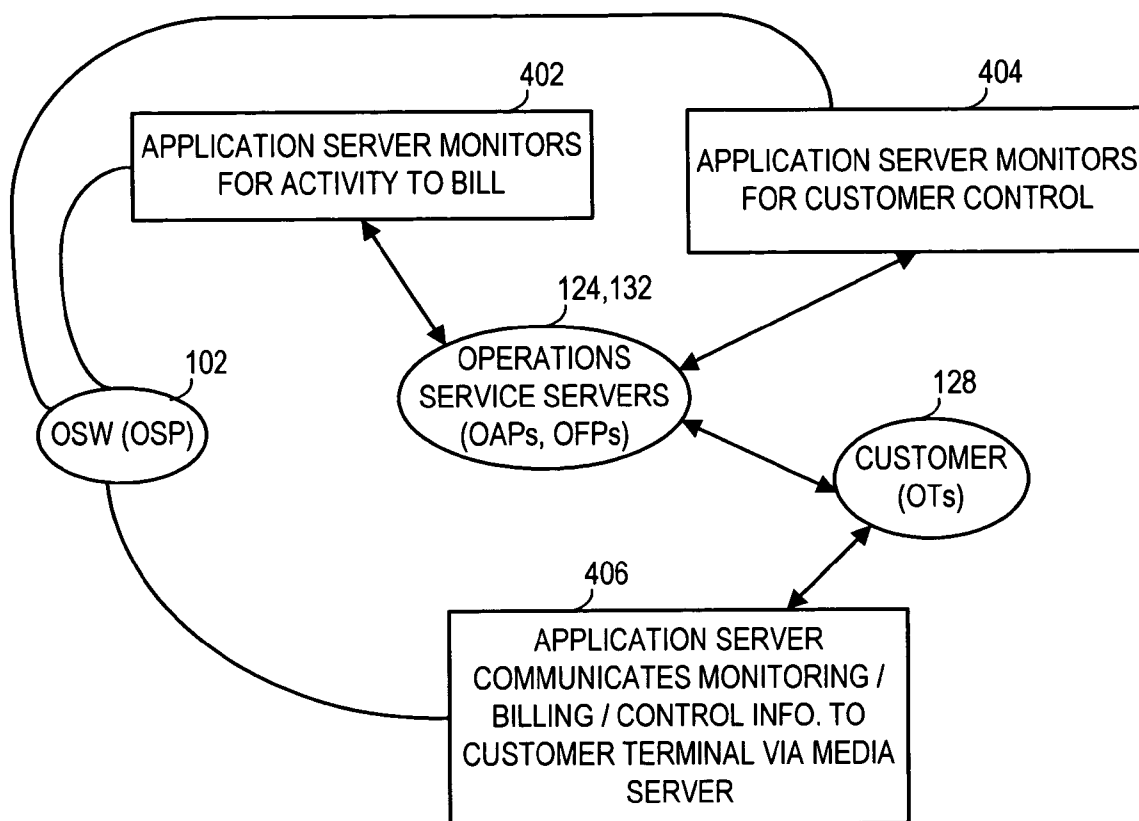 402
APPLICATION SERVER MONITORS
FOR ACTIVITY TO BILL
404
APPLICATION SERVER MONITORS
FOR CUSTOMER CONTROL
124,132
OPERATIONS
SERVICE SERVERS
(OAPs, OFPs)
102
OSW (OSP)
128
CUSTOMER
(OTs)
406
APPLICATION SERVER
COMMUNICATES MONITORING /
BILLING / CONTROL INFO. TO
CUSTOMER TERMINAL VIA MEDIA
SERVER